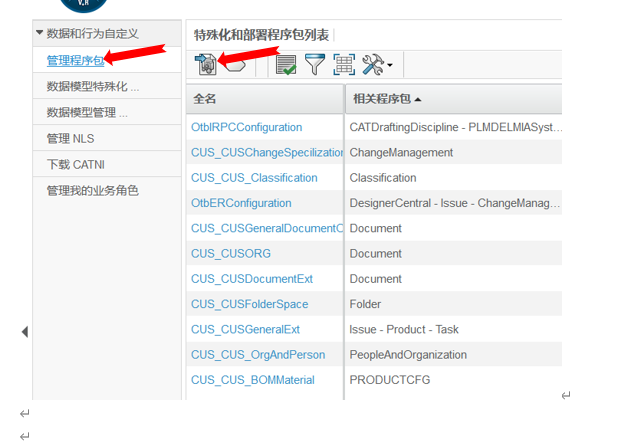 V.R
数据和行为自定义
管理程序包
数据模型特殊化 ...
数据模型管理 ...
管理 NLS
下载 CATNI
管理我的业务角色
特殊化和部署程序包列表
全名 相关程序包
OtbIRPCConfiguration CATDraftingDiscipline - PLMDELMIASyst...
CUS_CUSChangeSpecilization ChangeManagement
CUS_CUS_Classification Classification
OtbERConfiguration DesignerCentral - Issue - ChangeManag...
CUS_CUSGeneralDocumentC Document
CUS_CUSORG Document
CUS_CUSDocumentExt Document
CUS_CUSFolderSpace Folder
CUS_CUSGeneralExt Issue - Product - Task
CUS_CUS_OrgAndPerson PeopleAndOrganization
CUS_CUS_BOMMaterial PRODUCTCFG